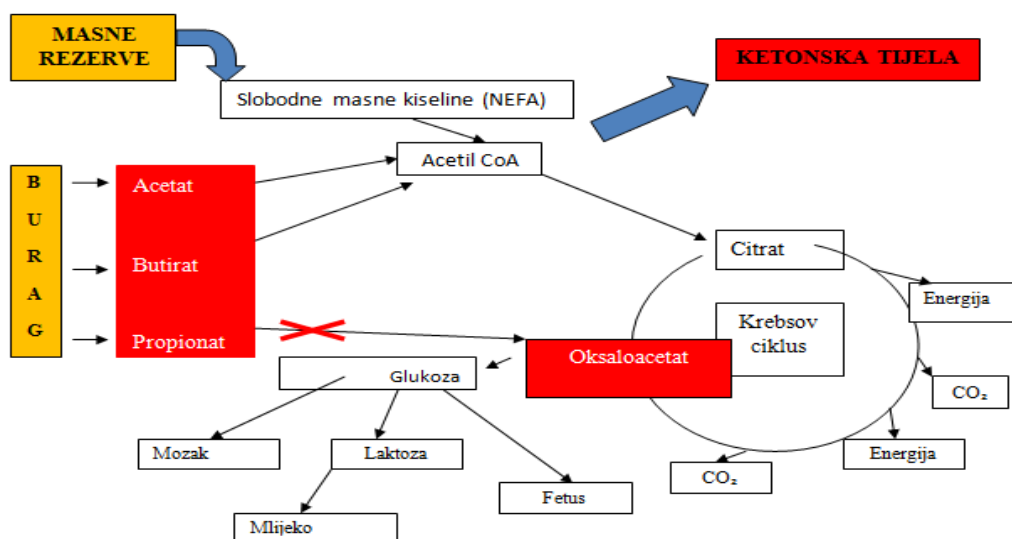 MASNE
REZERVE
KETONSKA TIJELA
Slobodne masne kiseline (NEFA)
Acetil CoA
B
U
R
A
G
Acetat
Butirat
Propionat
Citrat
Energija
Krebsov
ciklus
Oksaloacetat
Glukoza
CO₂
Mozak
Laktoza
Energija
CO₂
Fetus
Mlijeko